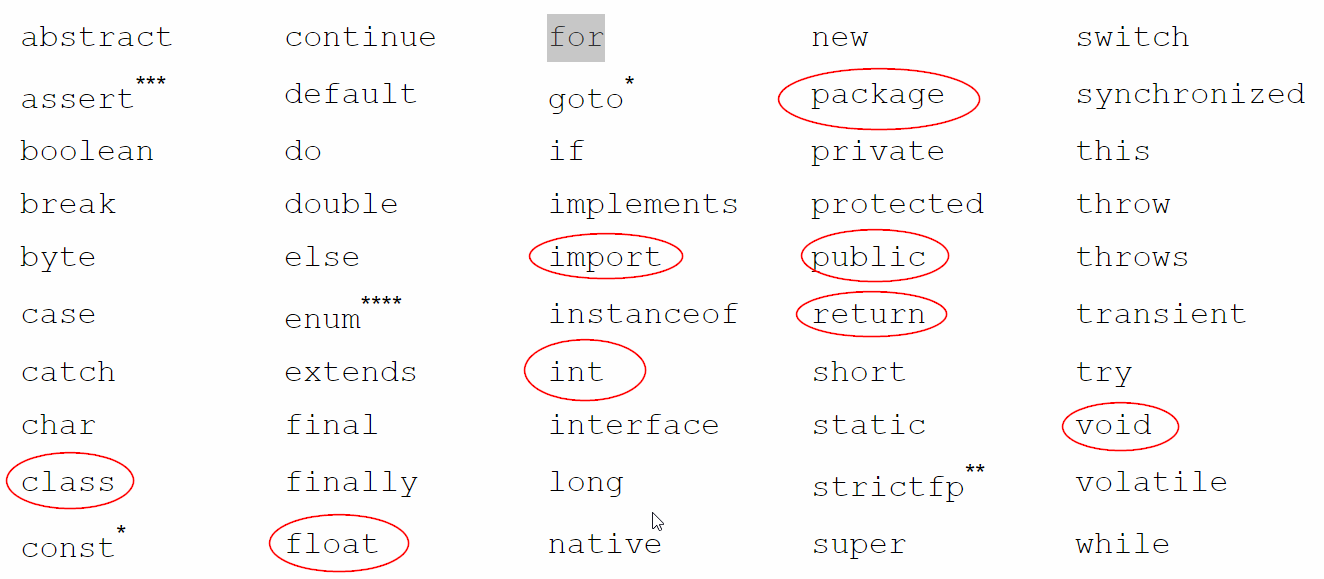 abstract continue for new switch
assert*** default goto* package synchronized
boolean do if private this
break double implements protected throw
byte else import public throws
case enum**** instanceof return transient
catch extends int short try
char final interface static void
class finally long strictfp** volatile
const* float native super while